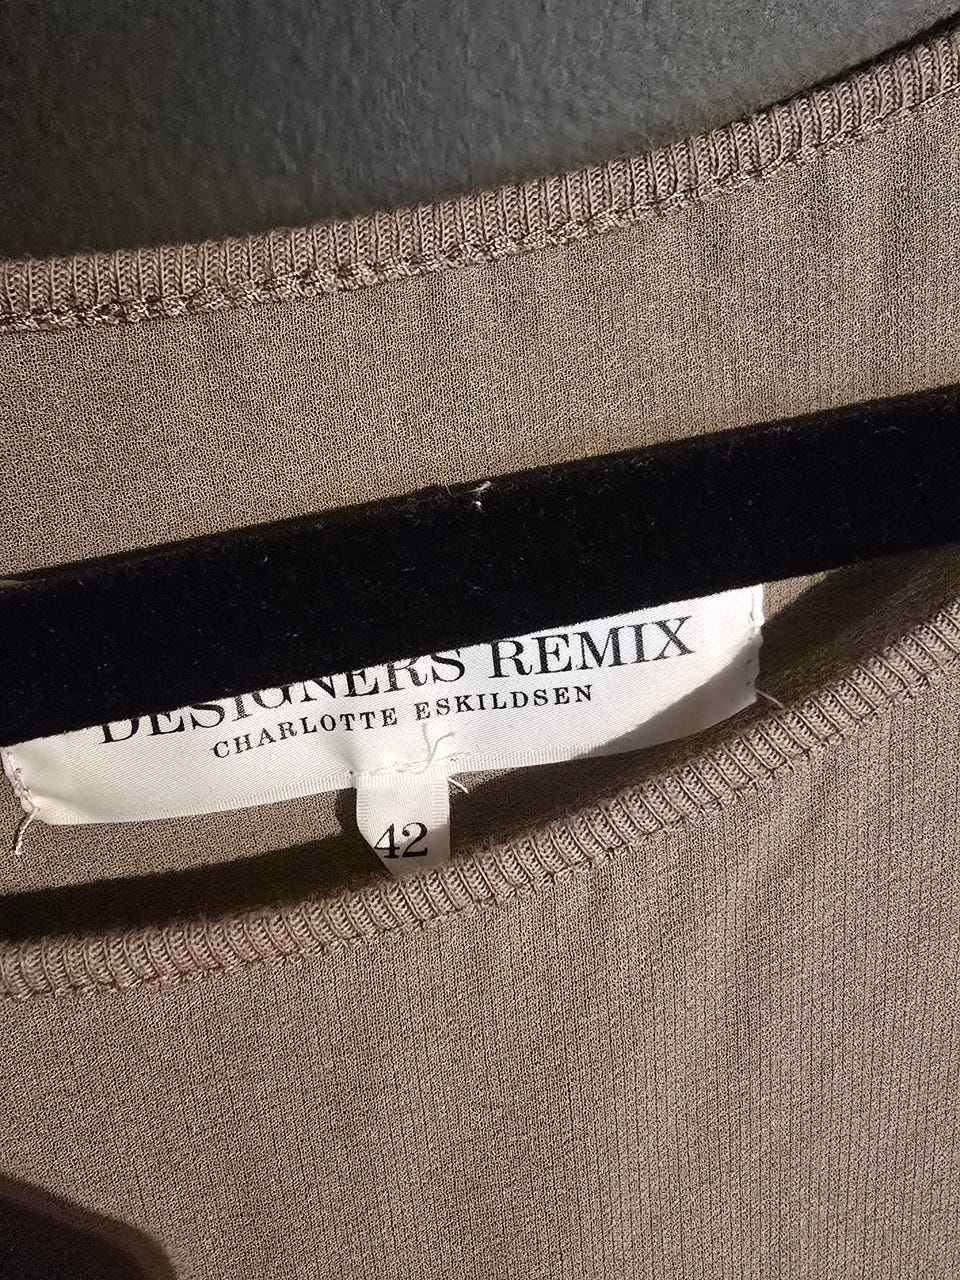 DESIGNERS REMIX
CHARLOTTE ESKILDSEN
42